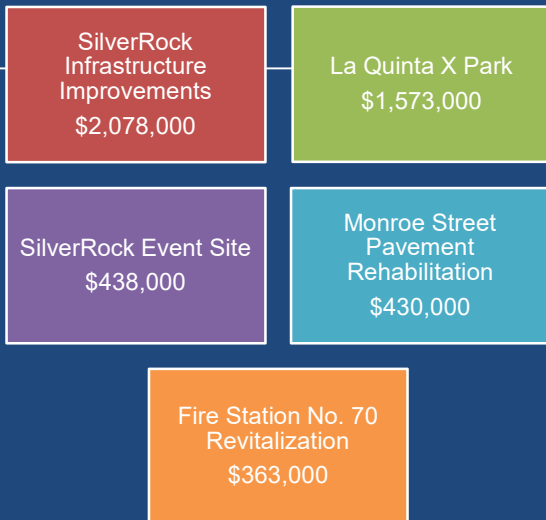 SilverRock
Infrastructure
Improvements
$2,078,000
La Quinta X Park
$1,573,000
SilverRock Event Site
$438,000
Monroe Street
Pavement
Rehabilitation
$430,000
Fire Station No. 70
Revitalization
$363,000